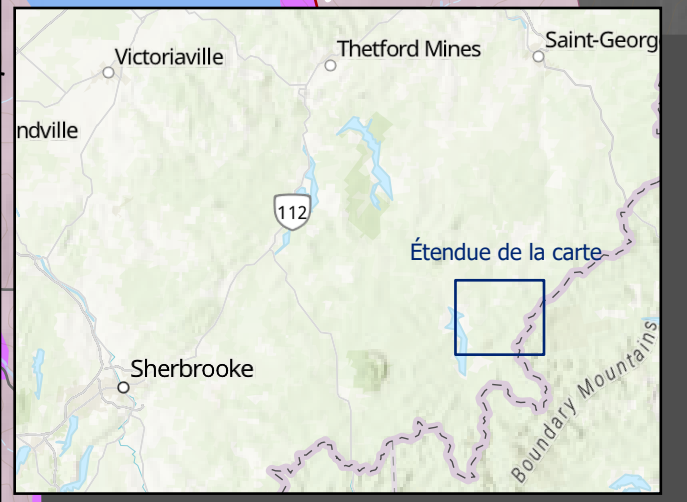 Victoriaville
Thetford Mines
Saint-Georg
ndville
112
Étendue de la carte
Sherbrooke
Boundary Mountains